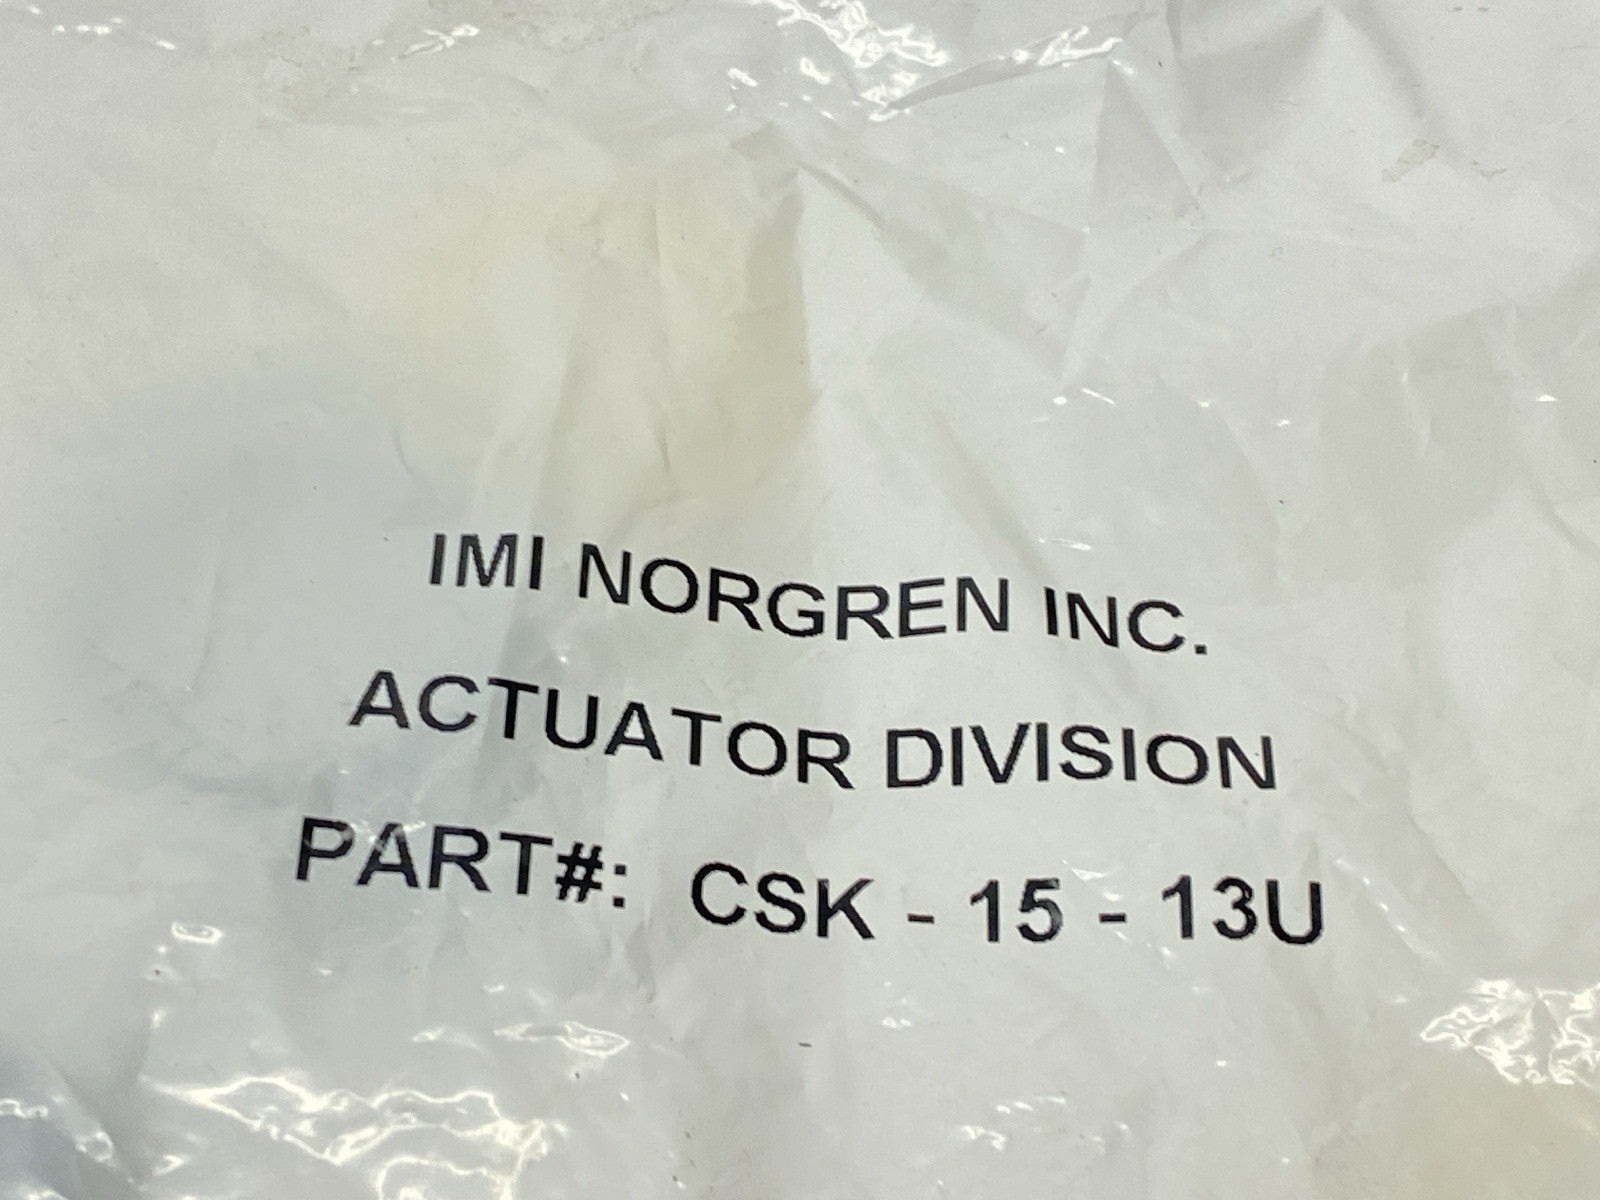 IMI NORGREN INC.
ACTUATOR DIVISION
PART#: CSK - 15 - 13U